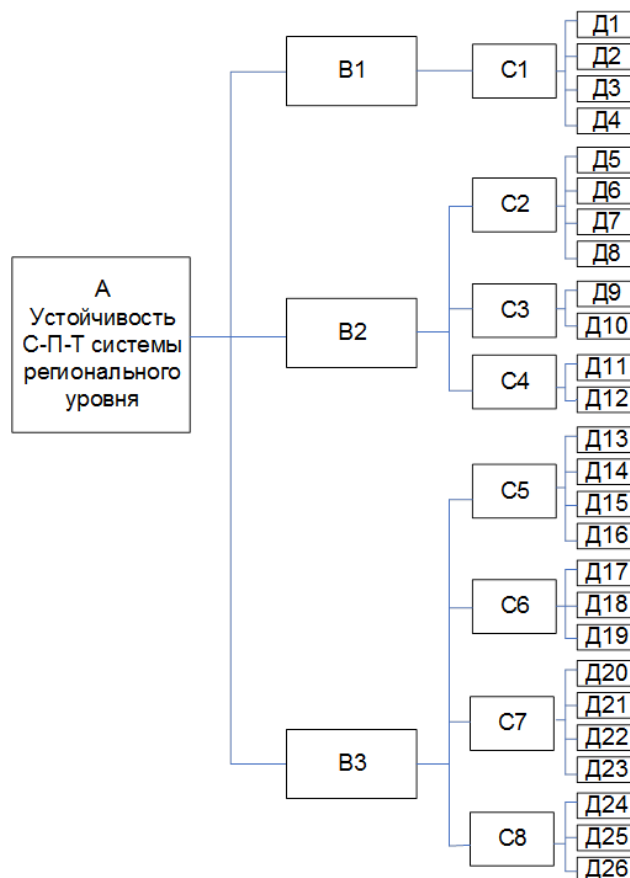 А
Устойчивость
С-П-Т системы
регионального
уровня
В1
В2
В3
С1
С2
С3
С4
С5
С6
С7
С8
Д1
Д2
Д3
Д4
Д5
Д6
Д7
Д8
Д9
Д10
Д11
Д12
Д13
Д14
Д15
Д16
Д17
Д18
Д19
Д20
Д21
Д22
Д23
Д24
Д25
Д26